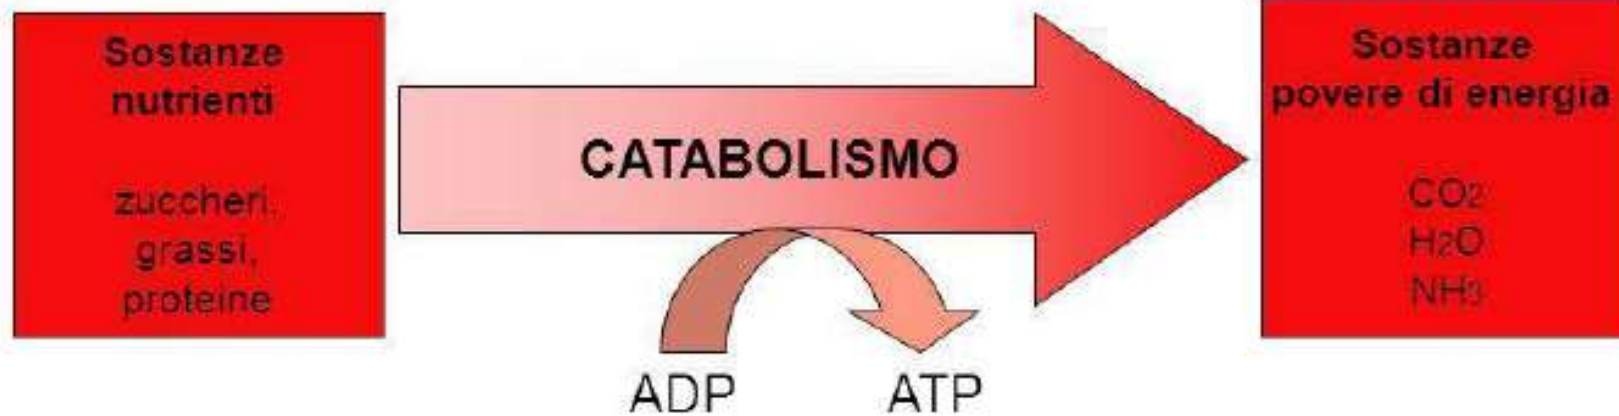 Sostanze
nutrienti
zuccheri,
grassi,
proteine
CATABOLISMO
ADP
ATP
Sostanze
povere di energia
CO2
H2O
NH3